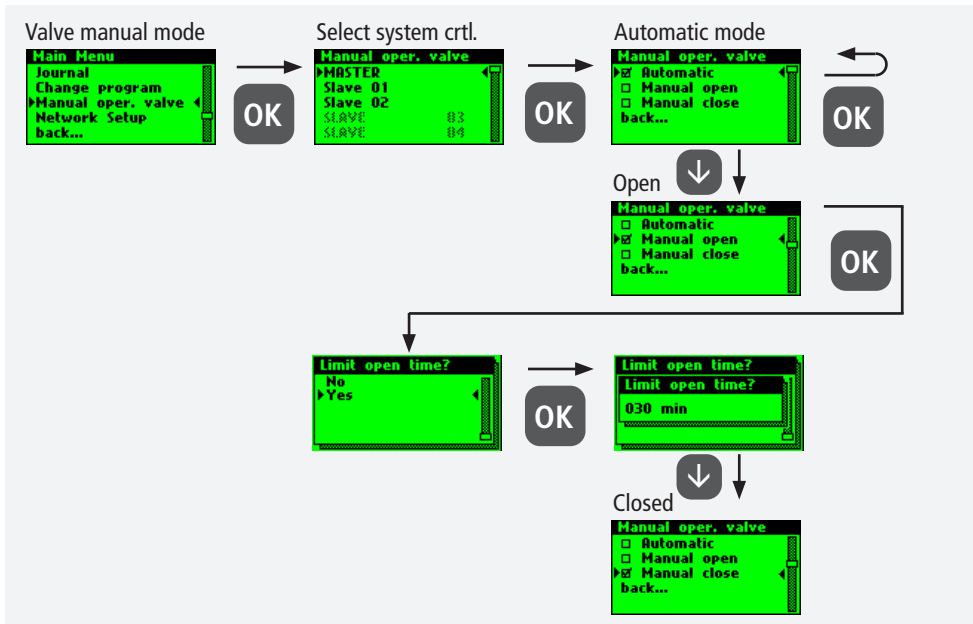 Valve manual mode
Main Menu
Journal
Change program
Manual oper. valve
Network Setup
back...
OK
Select system crtl.
Manual oper. valve
MASTER
Slave 01
Slave 02
SLAVE 03
SLAVE 04
OK
Automatic mode
Manual oper. valve
Automatic
Manual open
Manual close
back...
OK
Open
Manual oper. valve
Automatic
Manual open
Manual close
back...
OK
Limit open time?
No
Yes
OK
Limit open time?
Limit open time?
030 min
Closed
Manual oper. valve
Automatic
Manual open
Manual close
back...